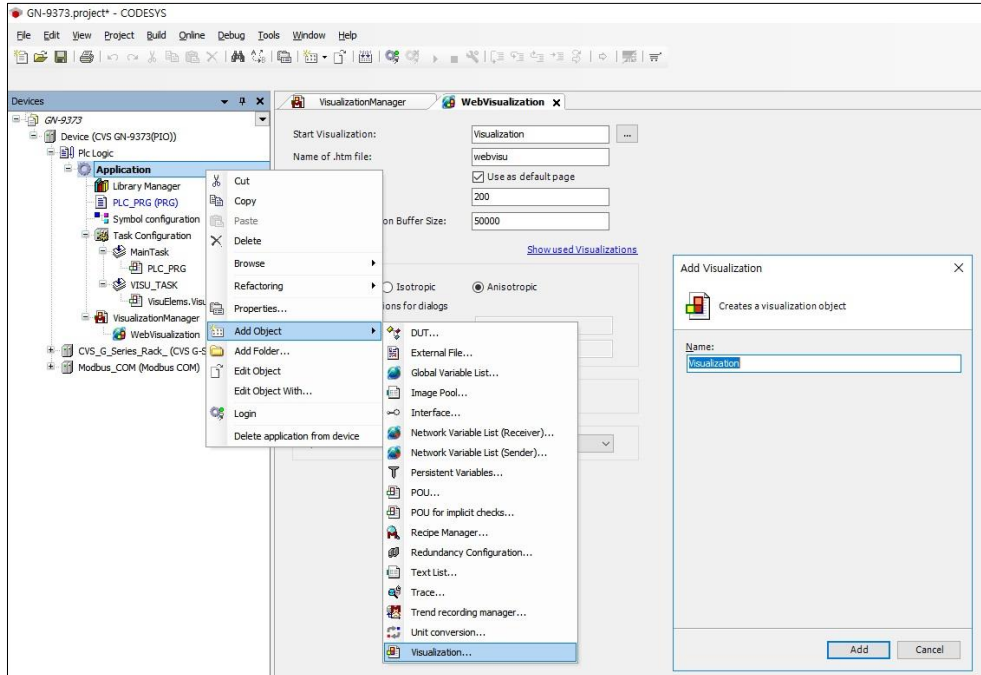 GN-9373.project* - CODESYS
File Edit View Project Build Online Debug Tools Window Help
Devices
GN-9373
Device (CVS GN-9373(PIO))
Plc Logic
Application
Library Manager
PLC_PRG (PRG)
Symbol configuration
Task Configuration
MainTask
PLC_PRG
VISU_TASK
VisuElems.Visu
VisualizationManager
WebVisualization
CVS_G_Series_Rack_ (CVS G-S
Modbus_COM (Modbus COM)
Cut
Copy
Paste
Delete
Browse
Refactoring
Properties...
Add Object
Add Folder...
Edit Object
Edit Object With...
Login
Delete application from device
VisualizationManager
WebVisualization
Start Visualization:
Visualization
...
Name of .htm file:
webvisu
Use as default page
200
on Buffer Size:
50000
Show used Visualizations
Isotropic
Anisotropic
ions for dialogs
DUT...
External File...
Global Variable List...
Image Pool...
Interface...
Network Variable List (Receiver)...
Network Variable List (Sender)...
Persistent Variables...
POU...
POU for implicit checks...
Recipe Manager...
Redundancy Configuration...
Text List...
Trace...
Trend recording manager...
Unit conversion...
Visualization...
Add Visualization
Creates a visualization object
Name:
Visualization
Add
Cancel